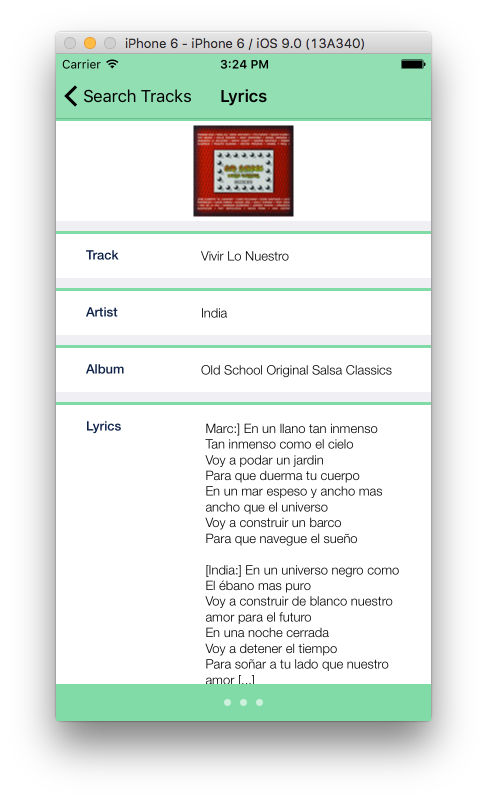 iPhone 6 - iPhone 6 / iOS 9.0 (13A340)
Carrier 3:24 PM
Search Tracks Lyrics
Track Vivir Lo Nuestro
Artist India
Album Old School Original Salsa Classics
Lyrics Marc:] En un llano tan inmenso
Tan inmenso como el cielo
Voy a podar un jardin
Para que duerma tu cuerpo
En un mar espeso y ancho mas
ancho que el universo
Voy a construir un barco
Para que navegue el sueño
[India:] En un universo negro como
El ébano mas puro
Voy a construir de blanco nuestro
amor para el futuro
En una noche cerrada
Voy a detener el tiempo
Para soñar a tu lado que nuestro
amor [...]